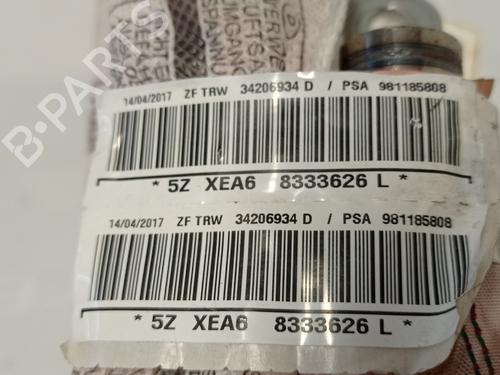 B-PARTS
14/04/2017 ZF TRW 34206934 D / PSA 981185808
* 5Z XEA6 8333626 L *
14/04/2017 ZF TRW 34206934 D / PSA 981185808
* 5Z XEA6 8333626 L *